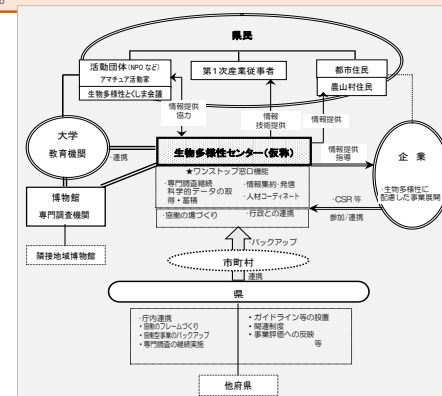 県民
活動団体(NPO など)
アマチュア活動家
生物多様性とくしま会議
第1次産業従事者
都市住民
農山村住民
情報提供
協力
情報
技術提供
情報提供
大学
教育機関
・連携
生物多様性センター(仮称)
情報提供
指導
企 業
・生物多様性に
配慮した事業展開
★ワンストップ窓口機能
・専門調査継続
科学的データの取
得・蓄積
・情報集約・発信
・人材コーディネート
・協働の場づくり
・行政との連携
・CSR 等
参加/連携
博物館
専門調査機関
隣接地域博物館
・バックアップ
市町村
連携
県
・庁内連携
・協働のフレームづくり
・協働型事業のバックアップ
・専門調査の継続実施
・ガイドライン等の設置
・関連制度
・事業評価への反映
等
他府県